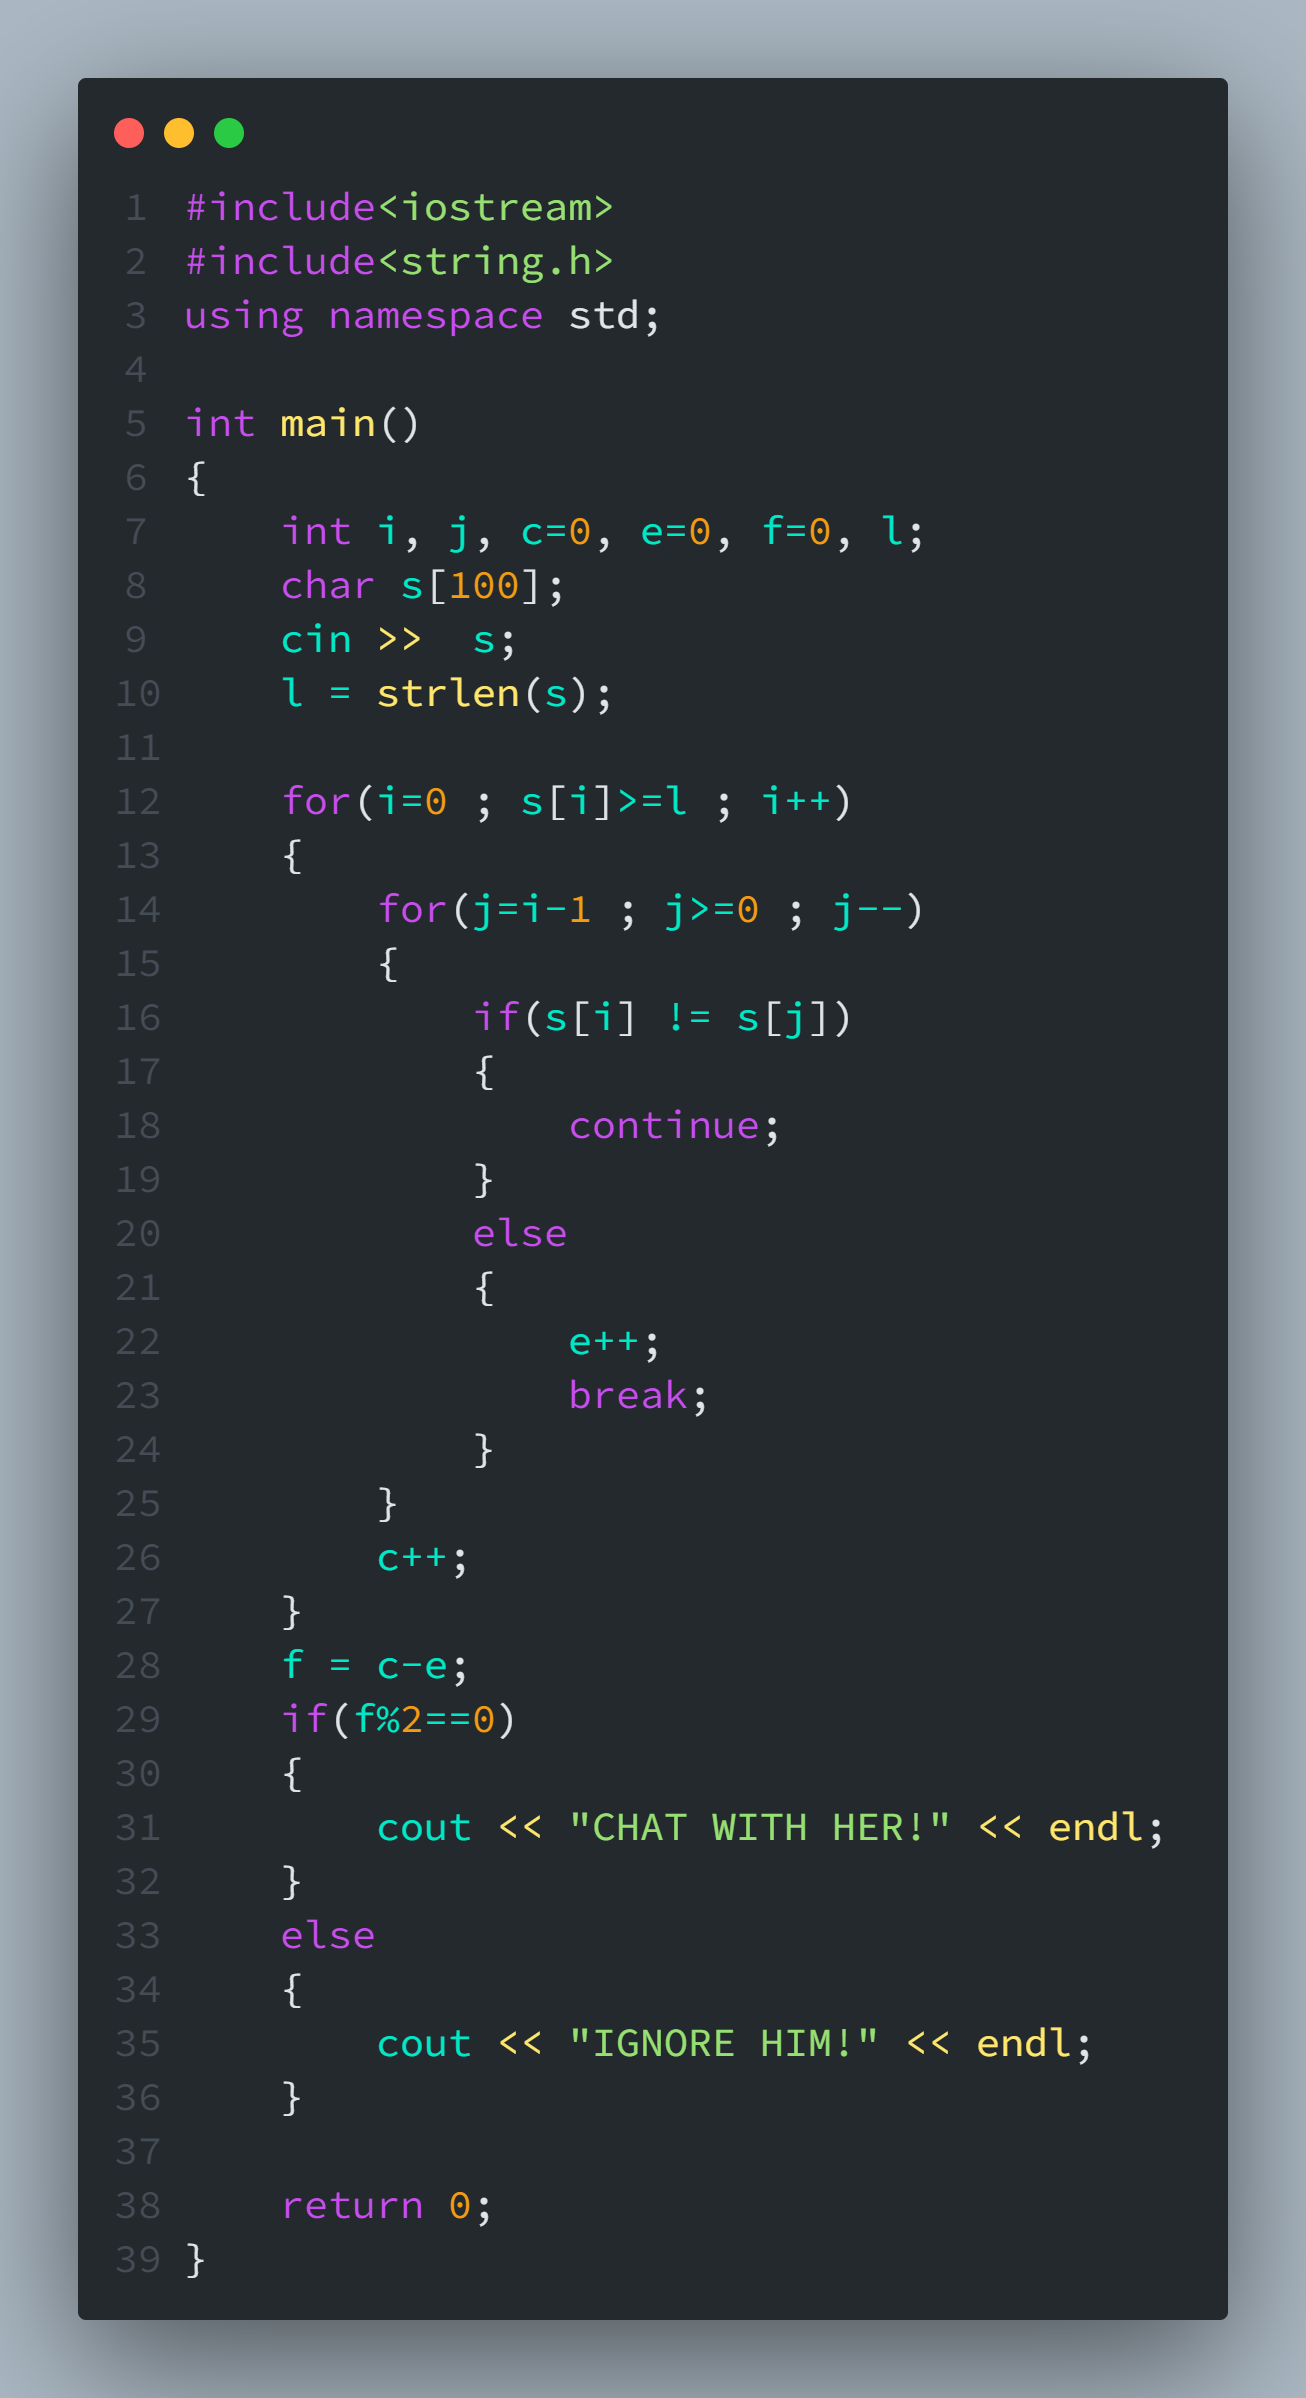 1 #include<iostream>
2 #include<string.h>
3 using namespace std;
4
5 int main()
6 {
7     int i, j, c=0, e=0, f=0, l;
8     char s[100];
9     cin >>  s;
10     l = strlen(s);
11
12     for(i=0 ; s[i]>=l ; i++)
13     {
14         for(j=i-1 ; j>=0 ; j--)
15         {
16             if(s[i] != s[j])
17             {
18                 continue;
19             }
20             else
21             {
22                 e++;
23                 break;
24             }
25         }
26         c++;
27     }
28     f = c-e;
29     if(f%2==0)
30     {
31         cout << "CHAT WITH HER!" << endl;
32     }
33     else
34     {
35         cout << "IGNORE HIM!" << endl;
36     }
37
38     return 0;
39 }